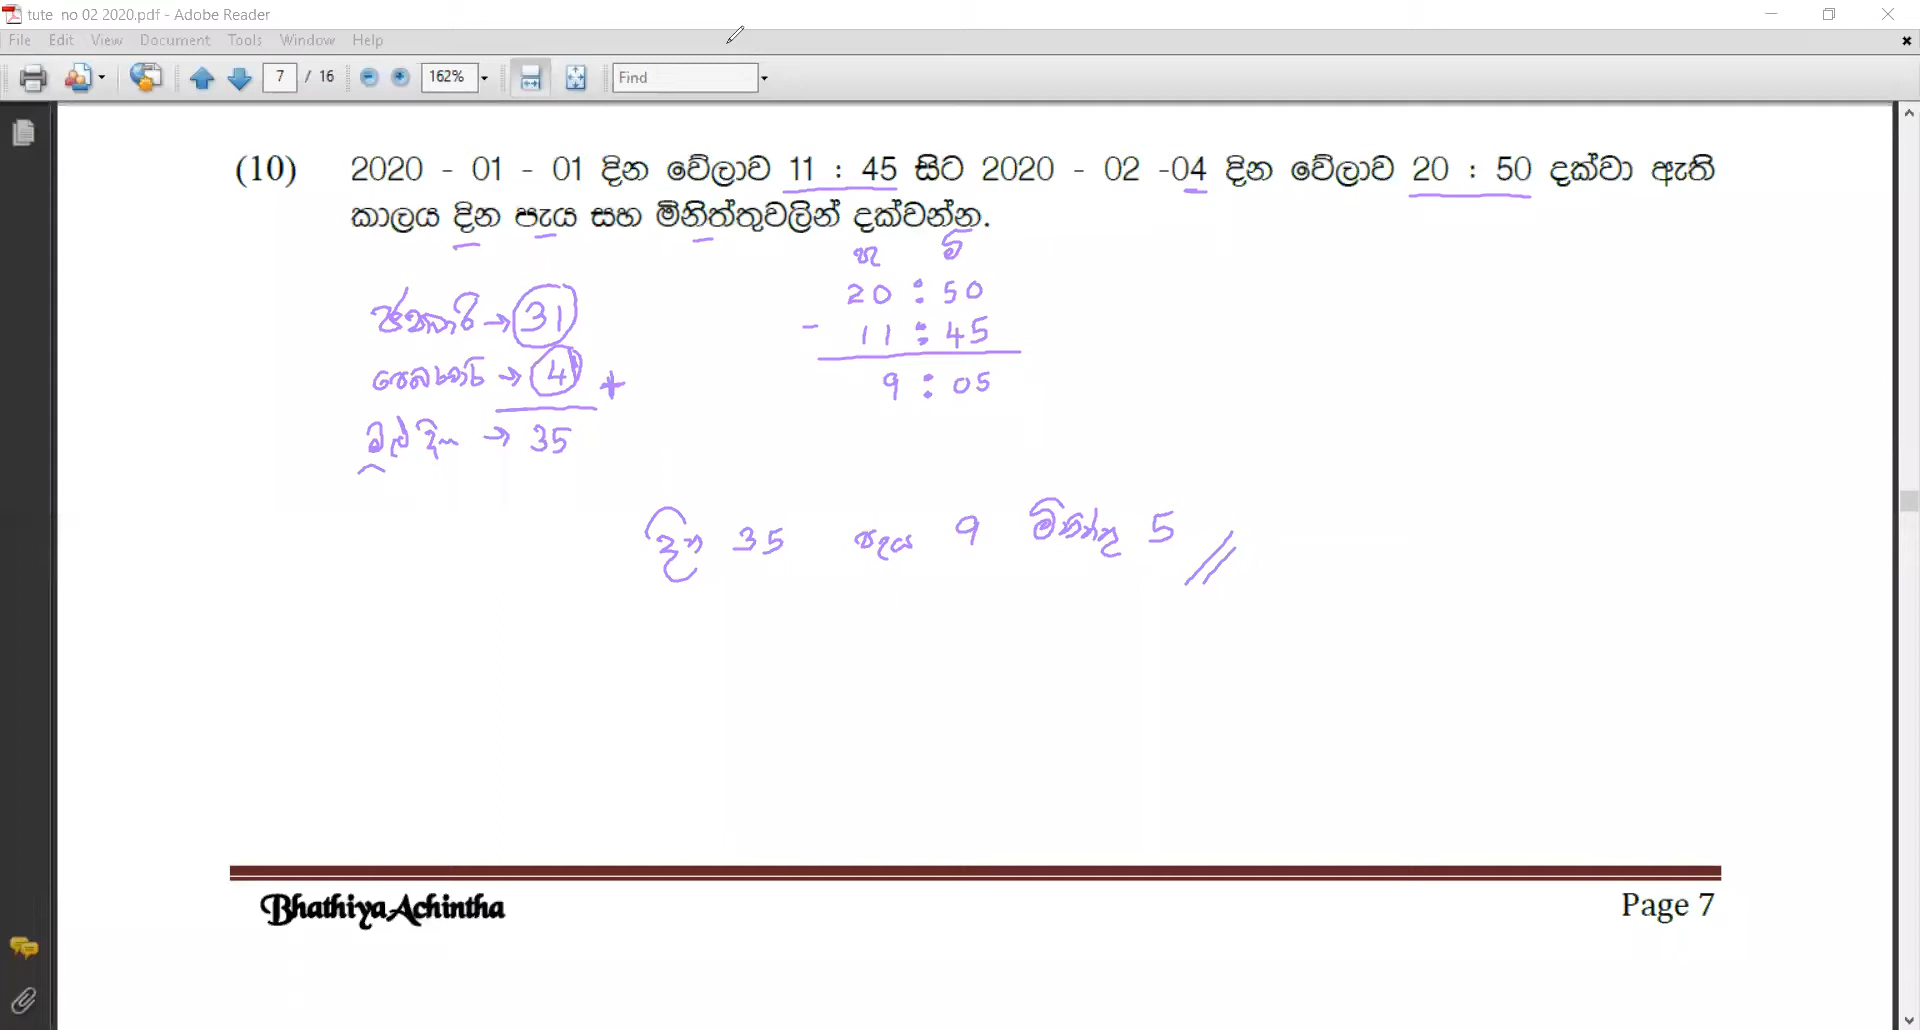 tute no 02 2020.pdf - Adobe Reader
File Edit View Document Tools Window Help
7 / 16 162% Find
(10) 2020 - 01 - 01 දින වේලාව 11 : 45 සිට 2020 - 02 -04 දින වේලාව 20 : 50 දක්වා ඇති
කාලය දින පැය සහ මිනිත්තුවලින් දක්වන්න.
පැ මි
20 : 50
- 11 : 45
9 : 05
ජනවාරි → 31
පෙබරවාරි → 4 +
මුළු දින → 35
දින 35 පැය 9 මිනිත්තු 5
Bhathiya Achintha
Page 7